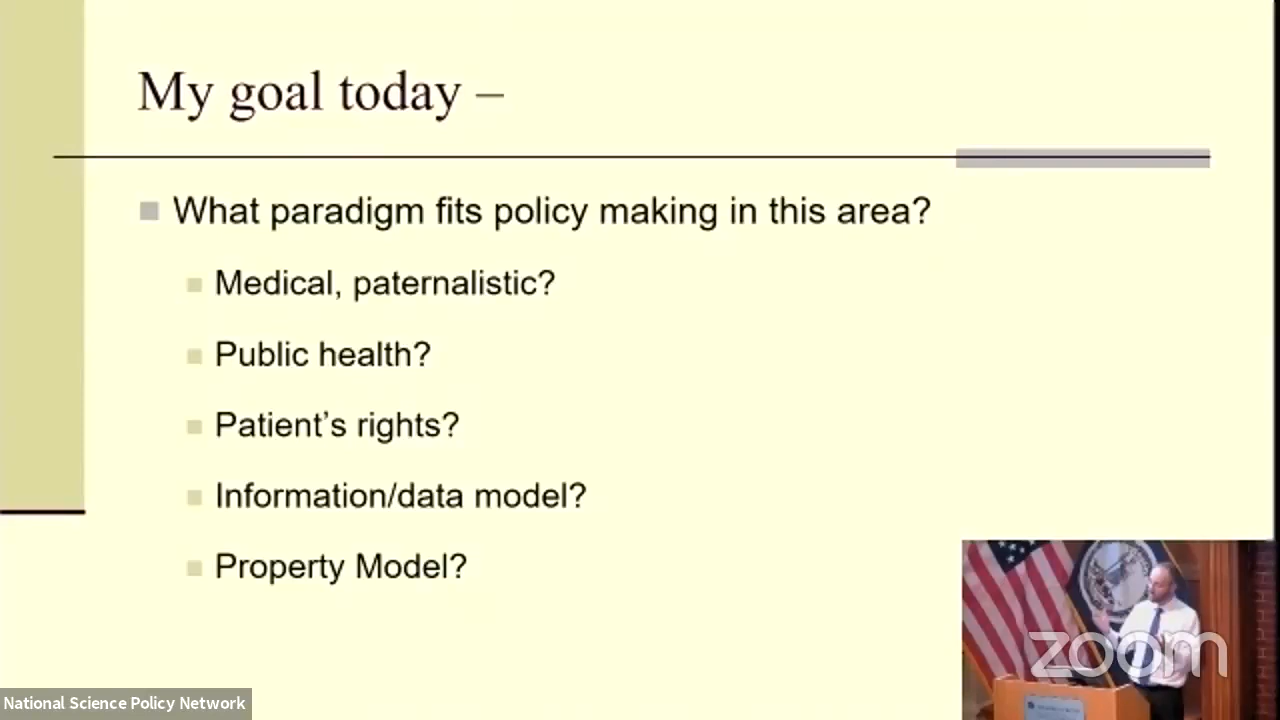 My goal today –
What paradigm fits policy making in this area?
Medical, paternalistic?
Public health?
Patient’s rights?
Information/data model?
Property Model?
zoom
National Science Policy Network